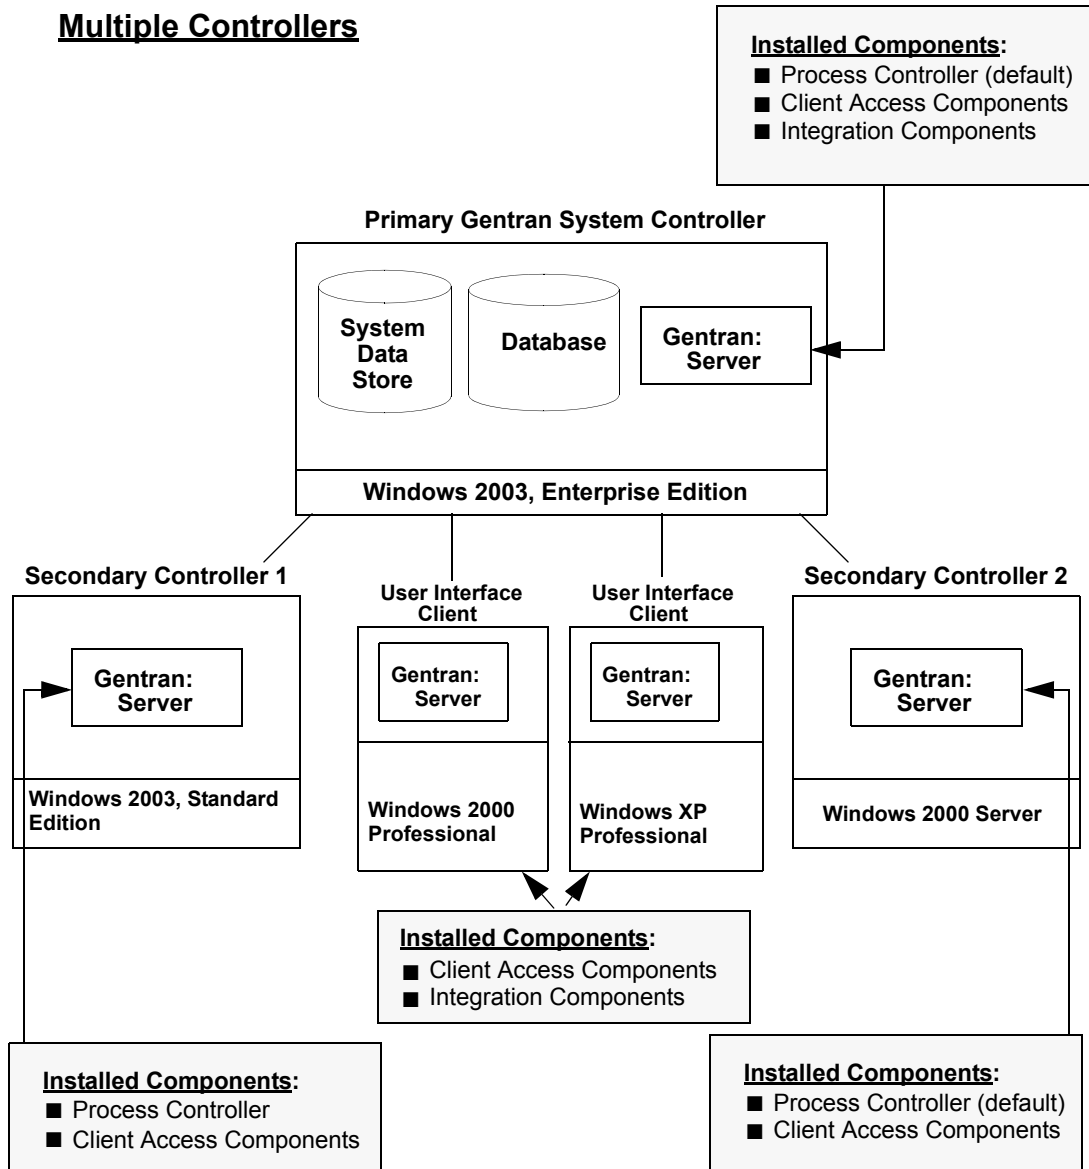 Multiple Controllers
Installed Components:
■ Process Controller (default)
■ Client Access Components
■ Integration Components
Primary Gentran System Controller
System
Data
Store
Database
Gentran:
Server
Windows 2003, Enterprise Edition
Secondary Controller 1
Gentran:
Server
Windows 2003, Standard
Edition
User Interface
Client
Gentran:
Server
Windows 2000
Professional
User Interface
Client
Gentran:
Server
Windows XP
Professional
Secondary Controller 2
Gentran:
Server
Windows 2000 Server
Installed Components:
■ Client Access Components
■ Integration Components
Installed Components:
■ Process Controller
■ Client Access Components
Installed Components:
■ Process Controller (default)
■ Client Access Components